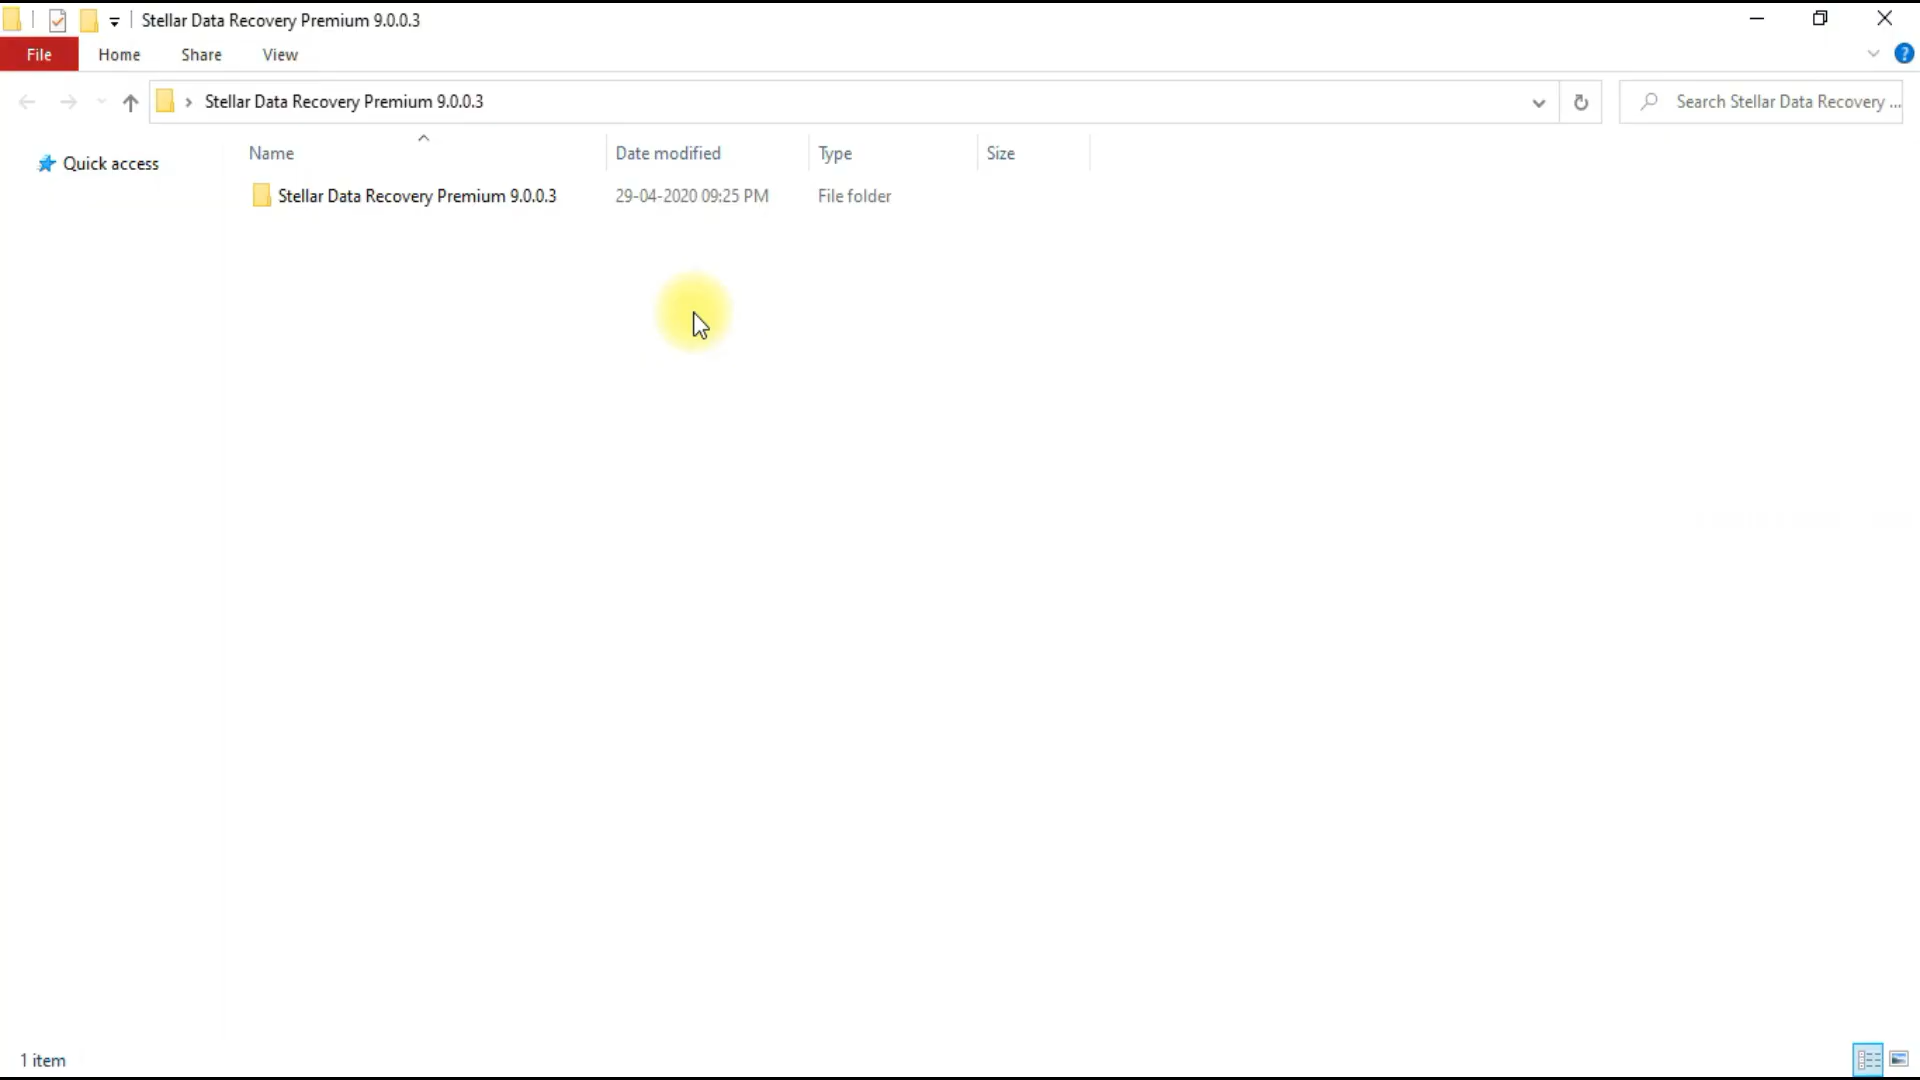 Stellar Data Recovery Premium 9.0.0.3
File Home Share View
Stellar Data Recovery Premium 9.0.0.3
Search Stellar Data Recovery ...
Quick access
Name Date modified Type Size
Stellar Data Recovery Premium 9.0.0.3 29-04-2020 09:25 PM File folder
1 item